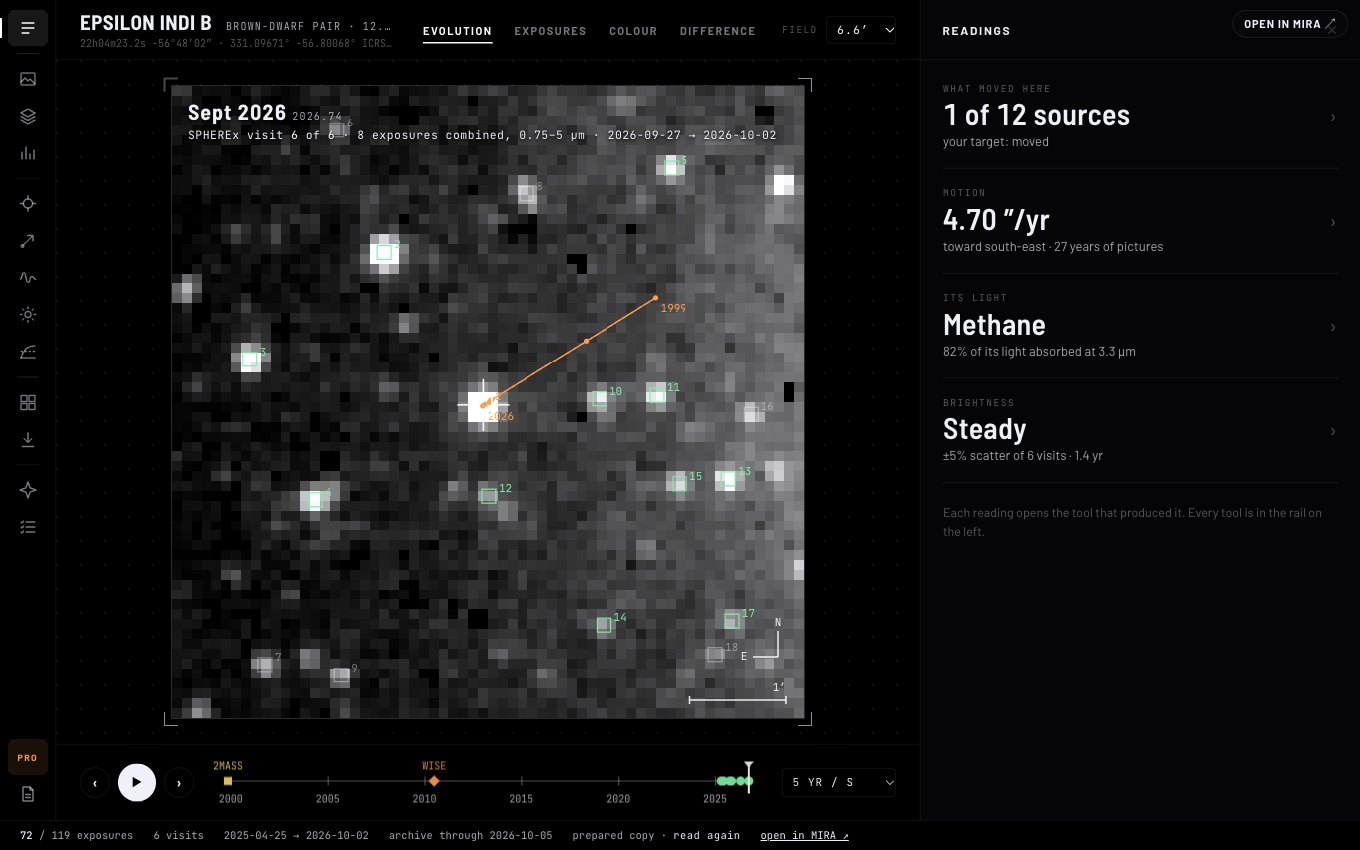 EPSILON INDI B
BROWN-DWARF PAIR · 12.…
22h04m23.2s -56°48′02″ · 331.09671° -56.80068° ICRS…
EVOLUTION
EXPOSURES
COLOUR
DIFFERENCE
FIELD
6.6′
READINGS
OPEN IN MIRA ↗
Sept 2026 2026.74
SPHEREx visit 6 of 6 · 8 exposures combined, 0.75–5 µm · 2026-09-27 → 2026-10-02
8
2
1999
3
10
11
16
2026
15
13
12
4
14
17
18
7
9
N
E
1′
WHAT MOVED HERE
1 of 12 sources
your target: moved
MOTION
4.70 ″/yr
toward south-east · 27 years of pictures
ITS LIGHT
Methane
82% of its light absorbed at 3.3 µm
BRIGHTNESS
Steady
±5% scatter of 6 visits · 1.4 yr
Each reading opens the tool that produced it. Every tool is in the rail on
the left.
PRO
2MASS
WISE
2000
2005
2010
2015
2020
2025
5 YR / S
72 / 119 exposures
6 visits
2025-04-25 → 2026-10-02
archive through 2026-10-05
prepared copy · read again
open in MIRA ↗